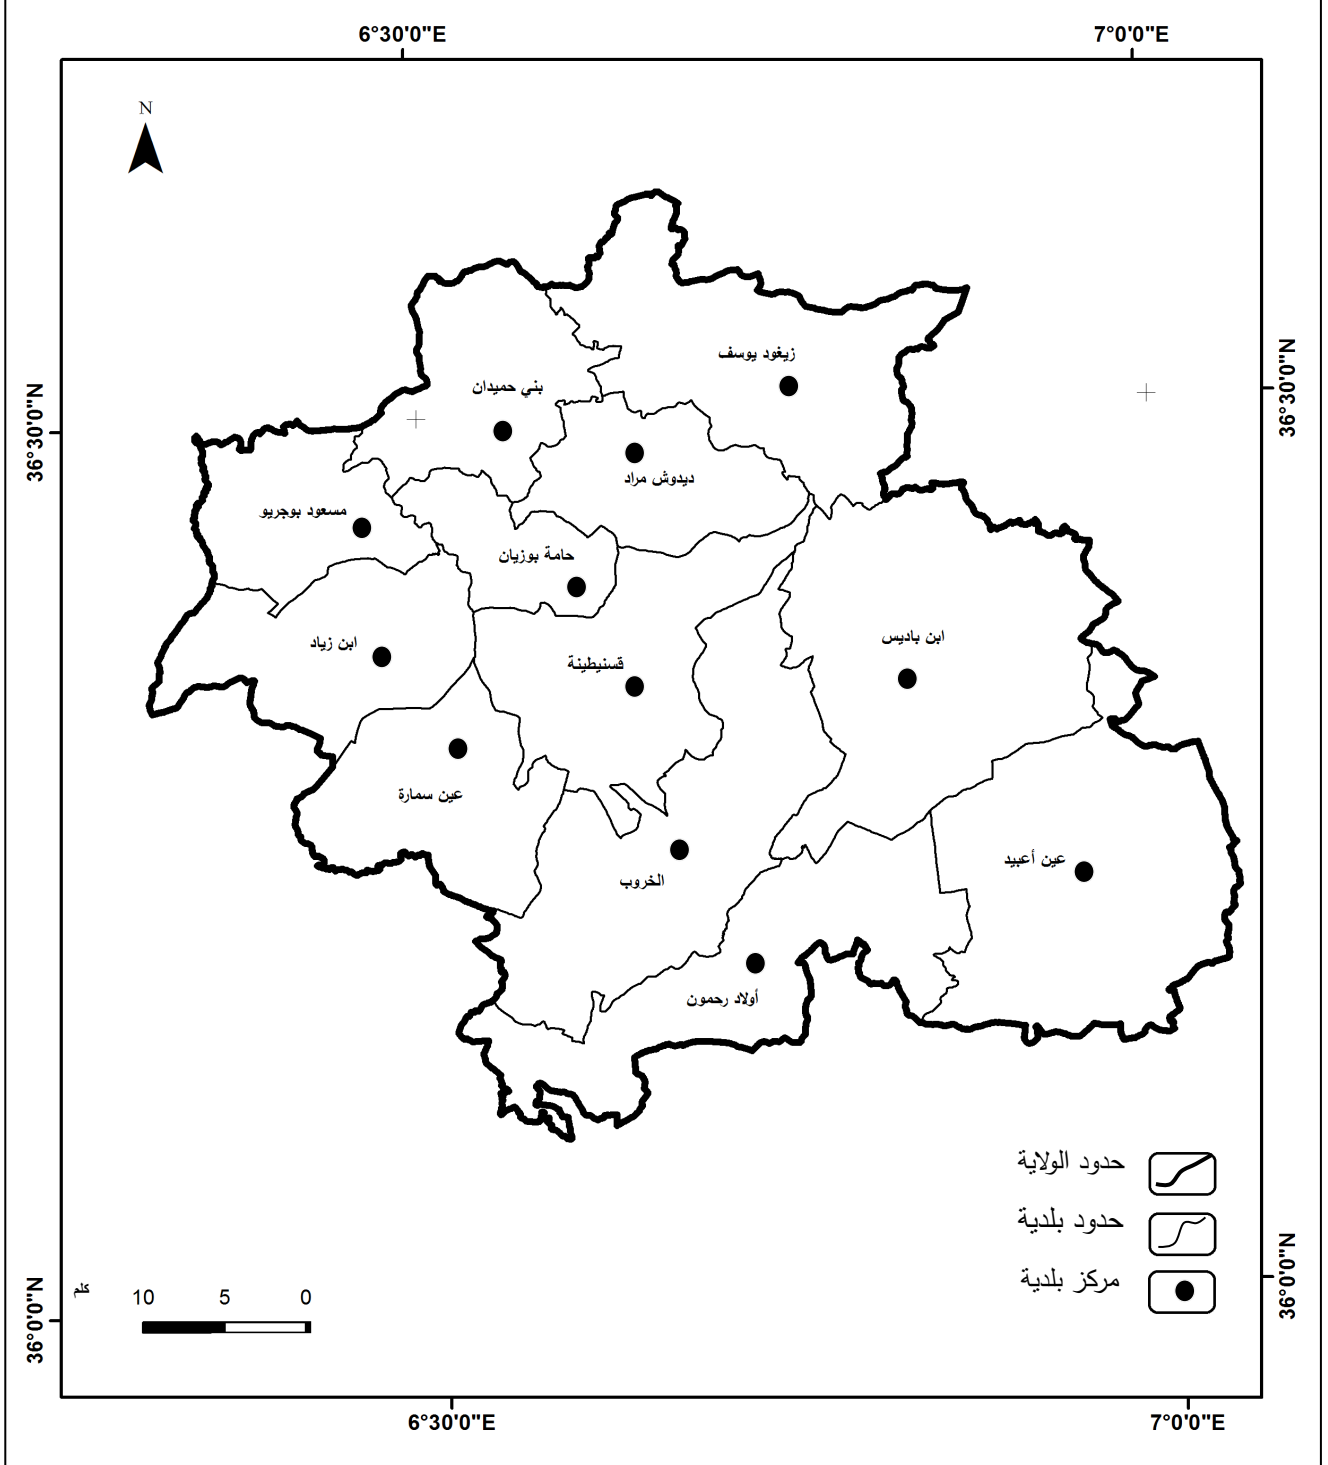 6°30'0"E
7°0'0"E
N
36°30'0"N
36°30'0"N
زيغود يوسف
بني حميدان
ديدوش مراد
مسعود بوجريو
حامة بوزيان
ابن زياد
ابن باديس
قسنيطينة
عين سمارة
عين أعبيد
الخروب
أولاد رحمون
حدود الولاية
حدود بلدية
مركز بلدية
كلم
10
5
0
36°0'0"N
36°0'0"N
6°30'0"E
7°0'0"E